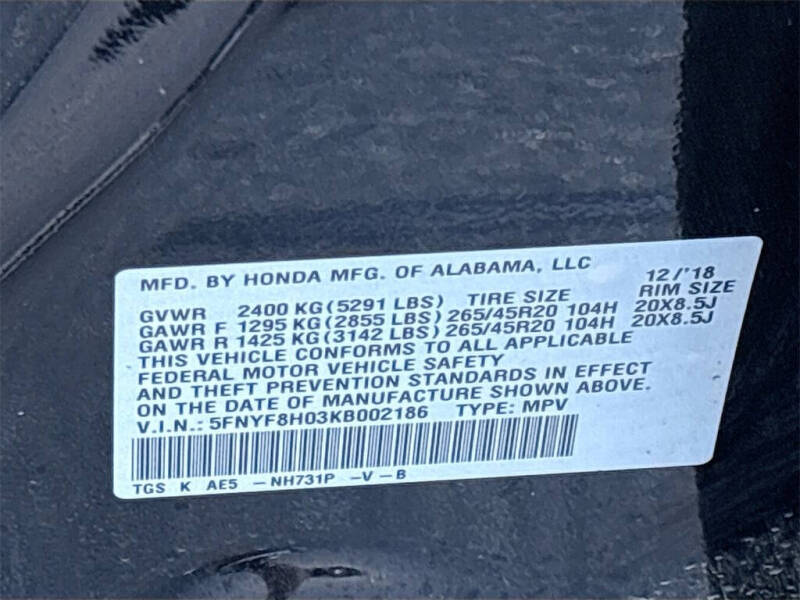 MFD. BY HONDA MFG. OF ALABAMA, LLC 12/'18
GVWR 2400 KG(5291 LBS) TIRE SIZE RIM SIZE
GAWR F 1295 KG(2855 LBS) 265/45R20 104H 20X8.5J
GAWR R 1425 KG(3142 LBS) 265/45R20 104H 20X8.5J
THIS VEHICLE CONFORMS TO ALL APPLICABLE
FEDERAL MOTOR VEHICLE SAFETY
AND THEFT PREVENTION STANDARDS IN EFFECT
ON THE DATE OF MANUFACTURE SHOWN ABOVE.
V.I.N.: 5FNYF8H03KB002186 TYPE: MPV
TGS K AE5 -NH731P -V-B